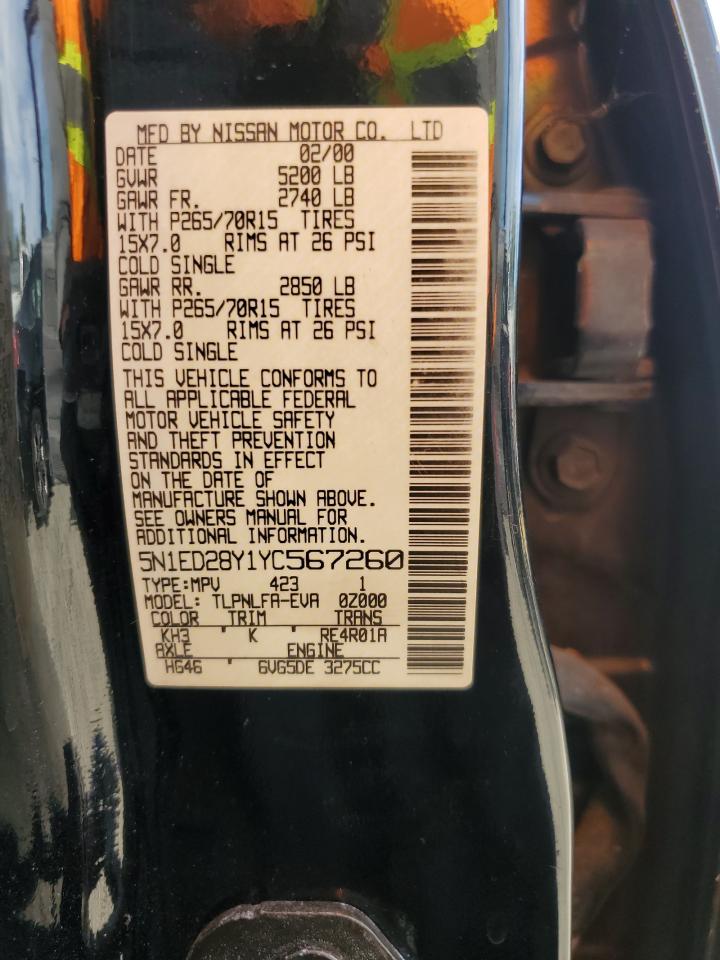 MFD BY NISSAN MOTOR CO. LTD
DATE 02/00
GVWR 5200 LB
GAWR FR. 2740 LB
WITH P265/70R15 TIRES
15X7.0 RIMS AT 26 PSI
COLD SINGLE
GAWR RR. 2850 LB
WITH P265/70R15 TIRES
15X7.0 RIMS AT 26 PSI
COLD SINGLE
THIS VEHICLE CONFORMS TO
ALL APPLICABLE FEDERAL
MOTOR VEHICLE SAFETY
AND THEFT PREVENTION
STANDARDS IN EFFECT
ON THE DATE OF
MANUFACTURE SHOWN ABOVE.
SEE OWNERS MANUAL FOR
ADDITIONAL INFORMATION.
5N1ED28Y1YC567260
TYPE:MPV 423 1
MODEL: TLPNLFA-EVA 0Z000
COLOR TRIM TRANS
KH3 ' K ' RE4R01A
AXLE ENGINE
HG46 ' 6VG5DE 3275CC